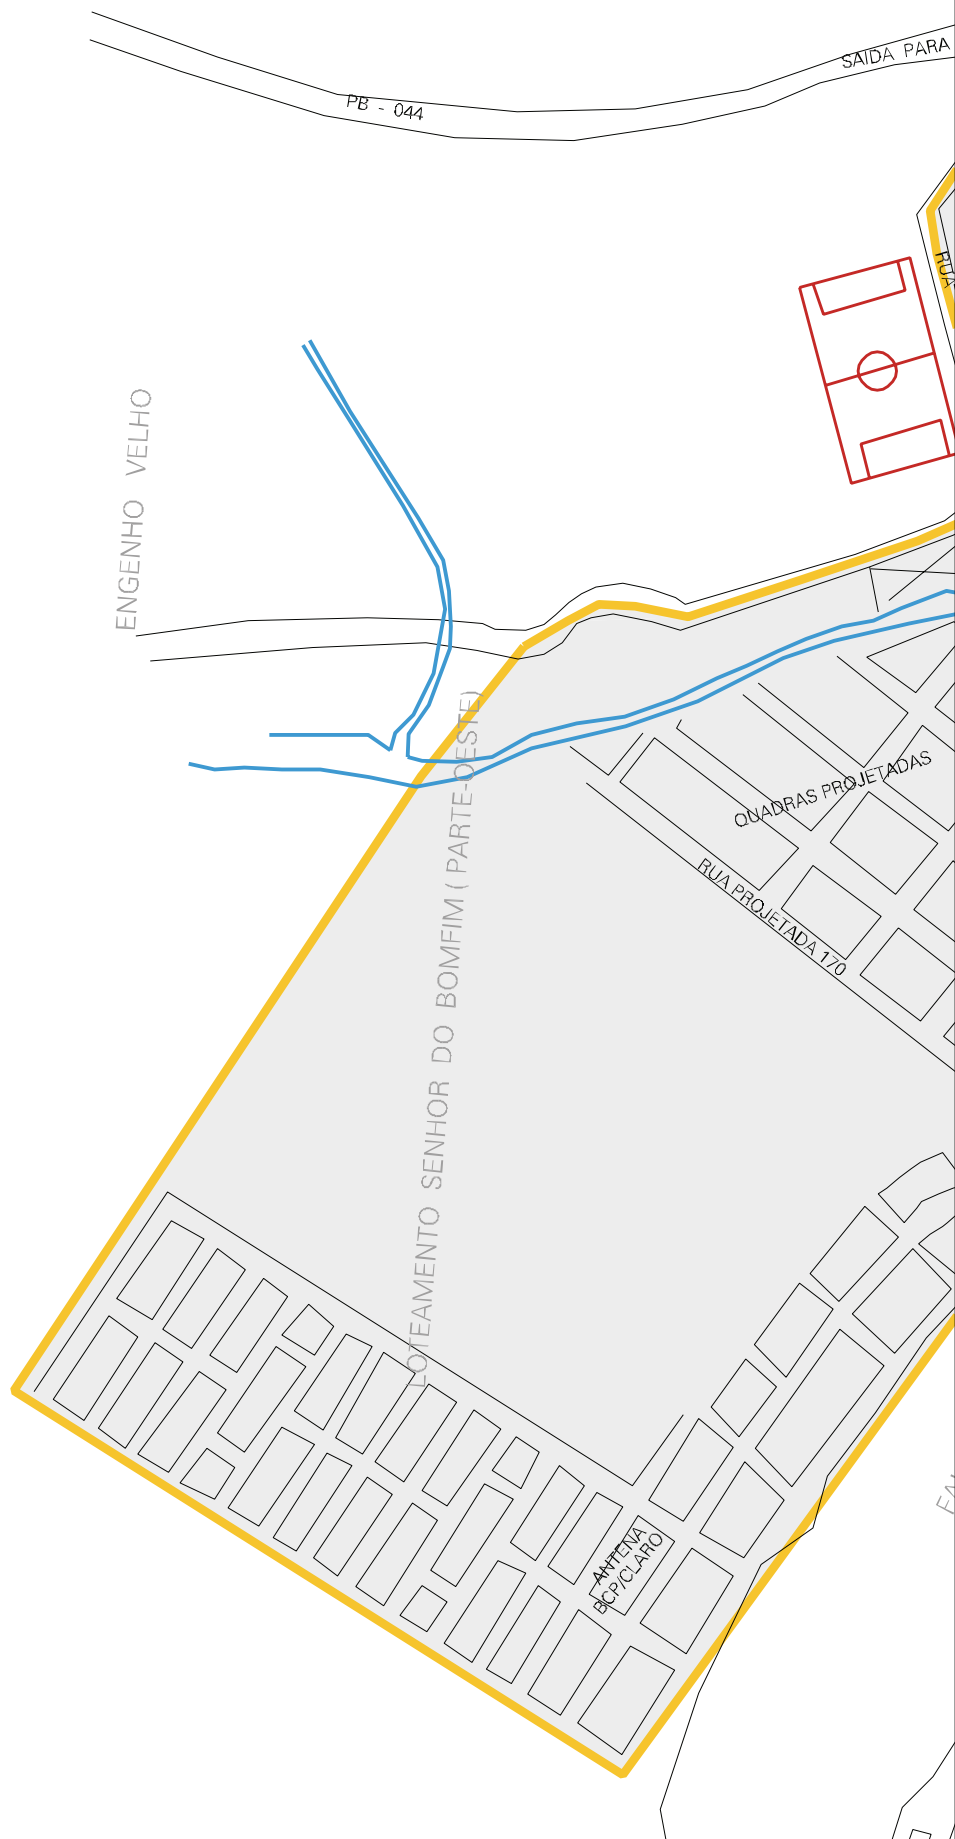 SAIDA PARA
PB - 044
RUA
ENGENHO VELHO
LOTEAMENTO SENHOR DO BOMFIM ( PARTE-OESTE)
QUADRAS PROJETADAS
RUA PROJETADA 170
ANTENA
BCP/CLARO